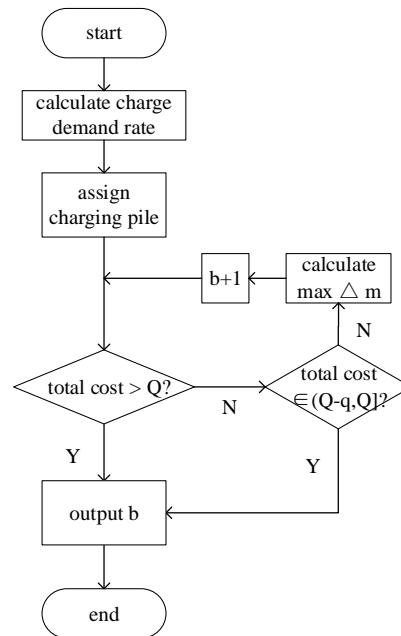 start
calculate charge
demand rate
assign
charging pile
b+1
calculate
max △ m
N
total cost > Q?
N
total cost
∈(Q-q,Q]?
Y
Y
output b
end